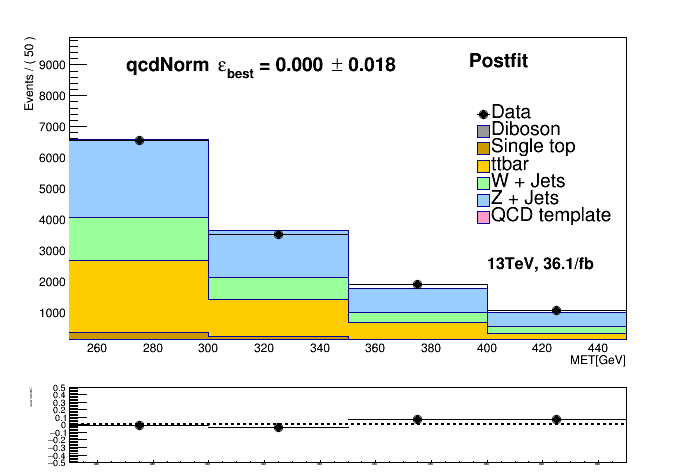 qcdNorm ε_best = 0.000 ± 0.018
Postfit
Events / ( 50 )
9000
8000
7000
6000
5000
4000
3000
2000
1000
Data
Diboson
Single top
ttbar
W + Jets
Z + Jets
QCD template
13TeV, 36.1/fb
260 280 300 320 340 360 380 400 420 440
MET[GeV]
0.5
0.4
0.3
0.2
0.1
0
−0.1
−0.2
−0.3
−0.4
−0.5